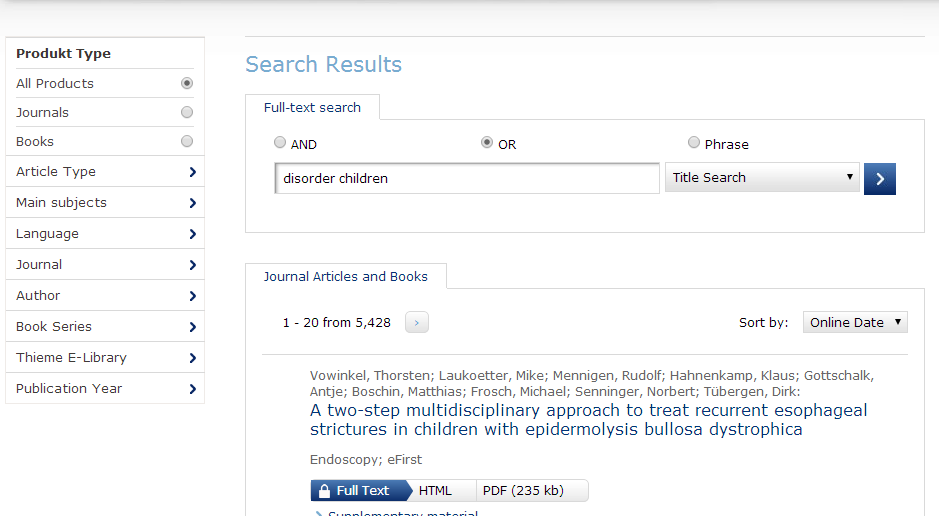 Produkt Type
All Products
Journals
Books
Article Type
Main subjects
Language
Journal
Author
Book Series
Thieme E-Library
Publication Year
Search Results
Full-text search
AND OR Phrase
disorder children Title Search
Journal Articles and Books
1 - 20 from 5,428 Sort by: Online Date
Vowinkel, Thorsten; Laukoetter, Mike; Mennigen, Rudolf; Hahnenkamp, Klaus; Gottschalk,
Antje; Boschin, Matthias; Frosch, Michael; Senninger, Norbert; Tübergen, Dirk:
A two-step multidisciplinary approach to treat recurrent esophageal
strictures in children with epidermolysis bullosa dystrophica
Endoscopy; eFirst
Full Text HTML PDF (235 kb)
Supplementary material